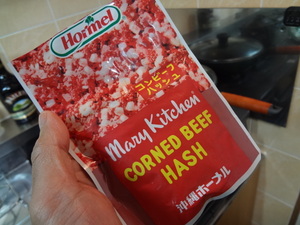 Hormel
コンビーフ
ハッシュ
Mary Kitchen
CORNED BEEF
HASH
沖縄ホーメル